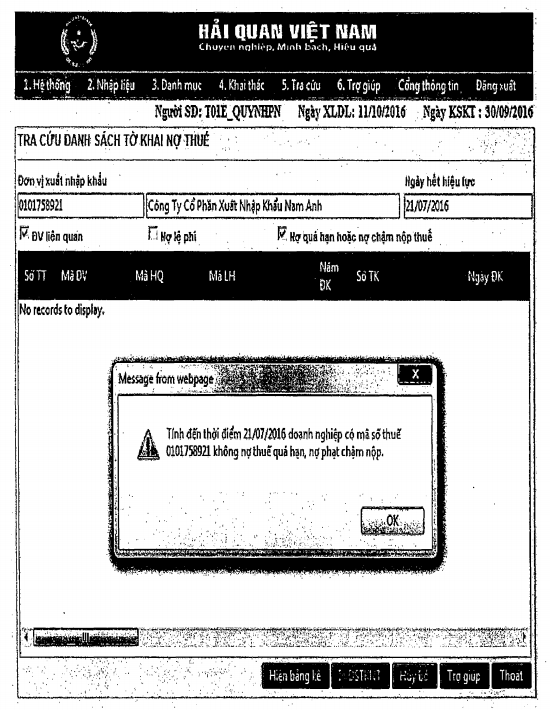 HẢI QUAN VIỆT NAM
Chuyên nghiệp, Minh bạch, Hiệu quả
1. Hệ thống 2. Nhập liệu 3. Danh mục 4. Khai thác 5. Tra cứu 6. Trợ giúp Cổng thông tin Đăng xuất
Người SD: T01E_QUYNHPN Ngày XLDL: 11/10/2016 Ngày KSKT : 30/09/2016
TRA CỨU DANH SÁCH TỜ KHAI NỢ THUẾ
Đơn vị xuất nhập khẩu Ngày hết hiệu lực
0101758921 Công Ty Cổ Phần Xuất Nhập Khẩu Nam Anh 21/07/2016
ĐV liên quan Nợ lệ phí Nợ quá hạn hoặc nợ chậm nộp thuế
Số TT Mã ĐV Mã HQ Mã LH Năm ĐK Số TK Ngày ĐK
No records to display.
Message from webpage X
Tính đến thời điểm 21/07/2016 doanh nghiệp có mã số thuế
0101758921 không nợ thuế quá hạn, nợ phạt chậm nộp.
OK
Hiện bảng kê Hủy bỏ Trợ giúp Thoát